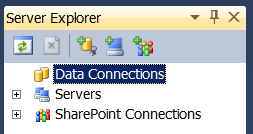 Server Explorer
Data Connections
Servers
SharePoint Connections